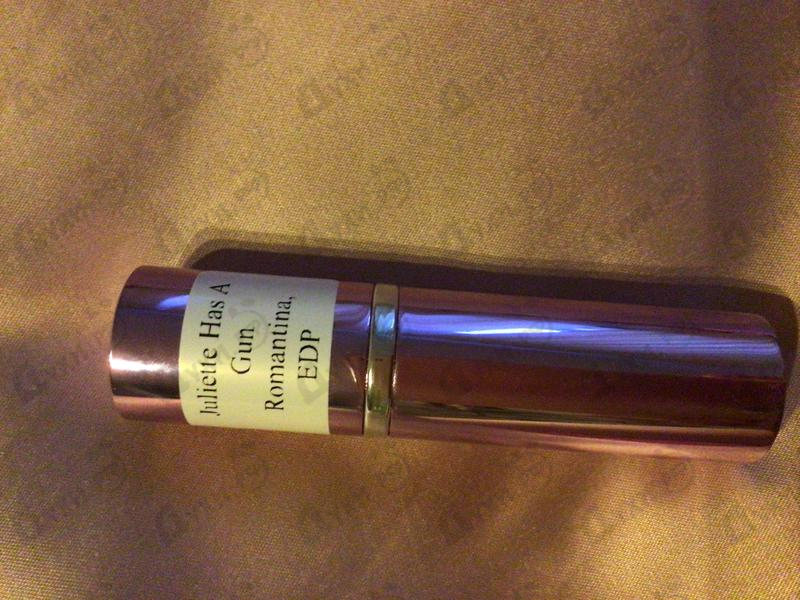 Juliette Has A
Gun
Romantina,
EDP